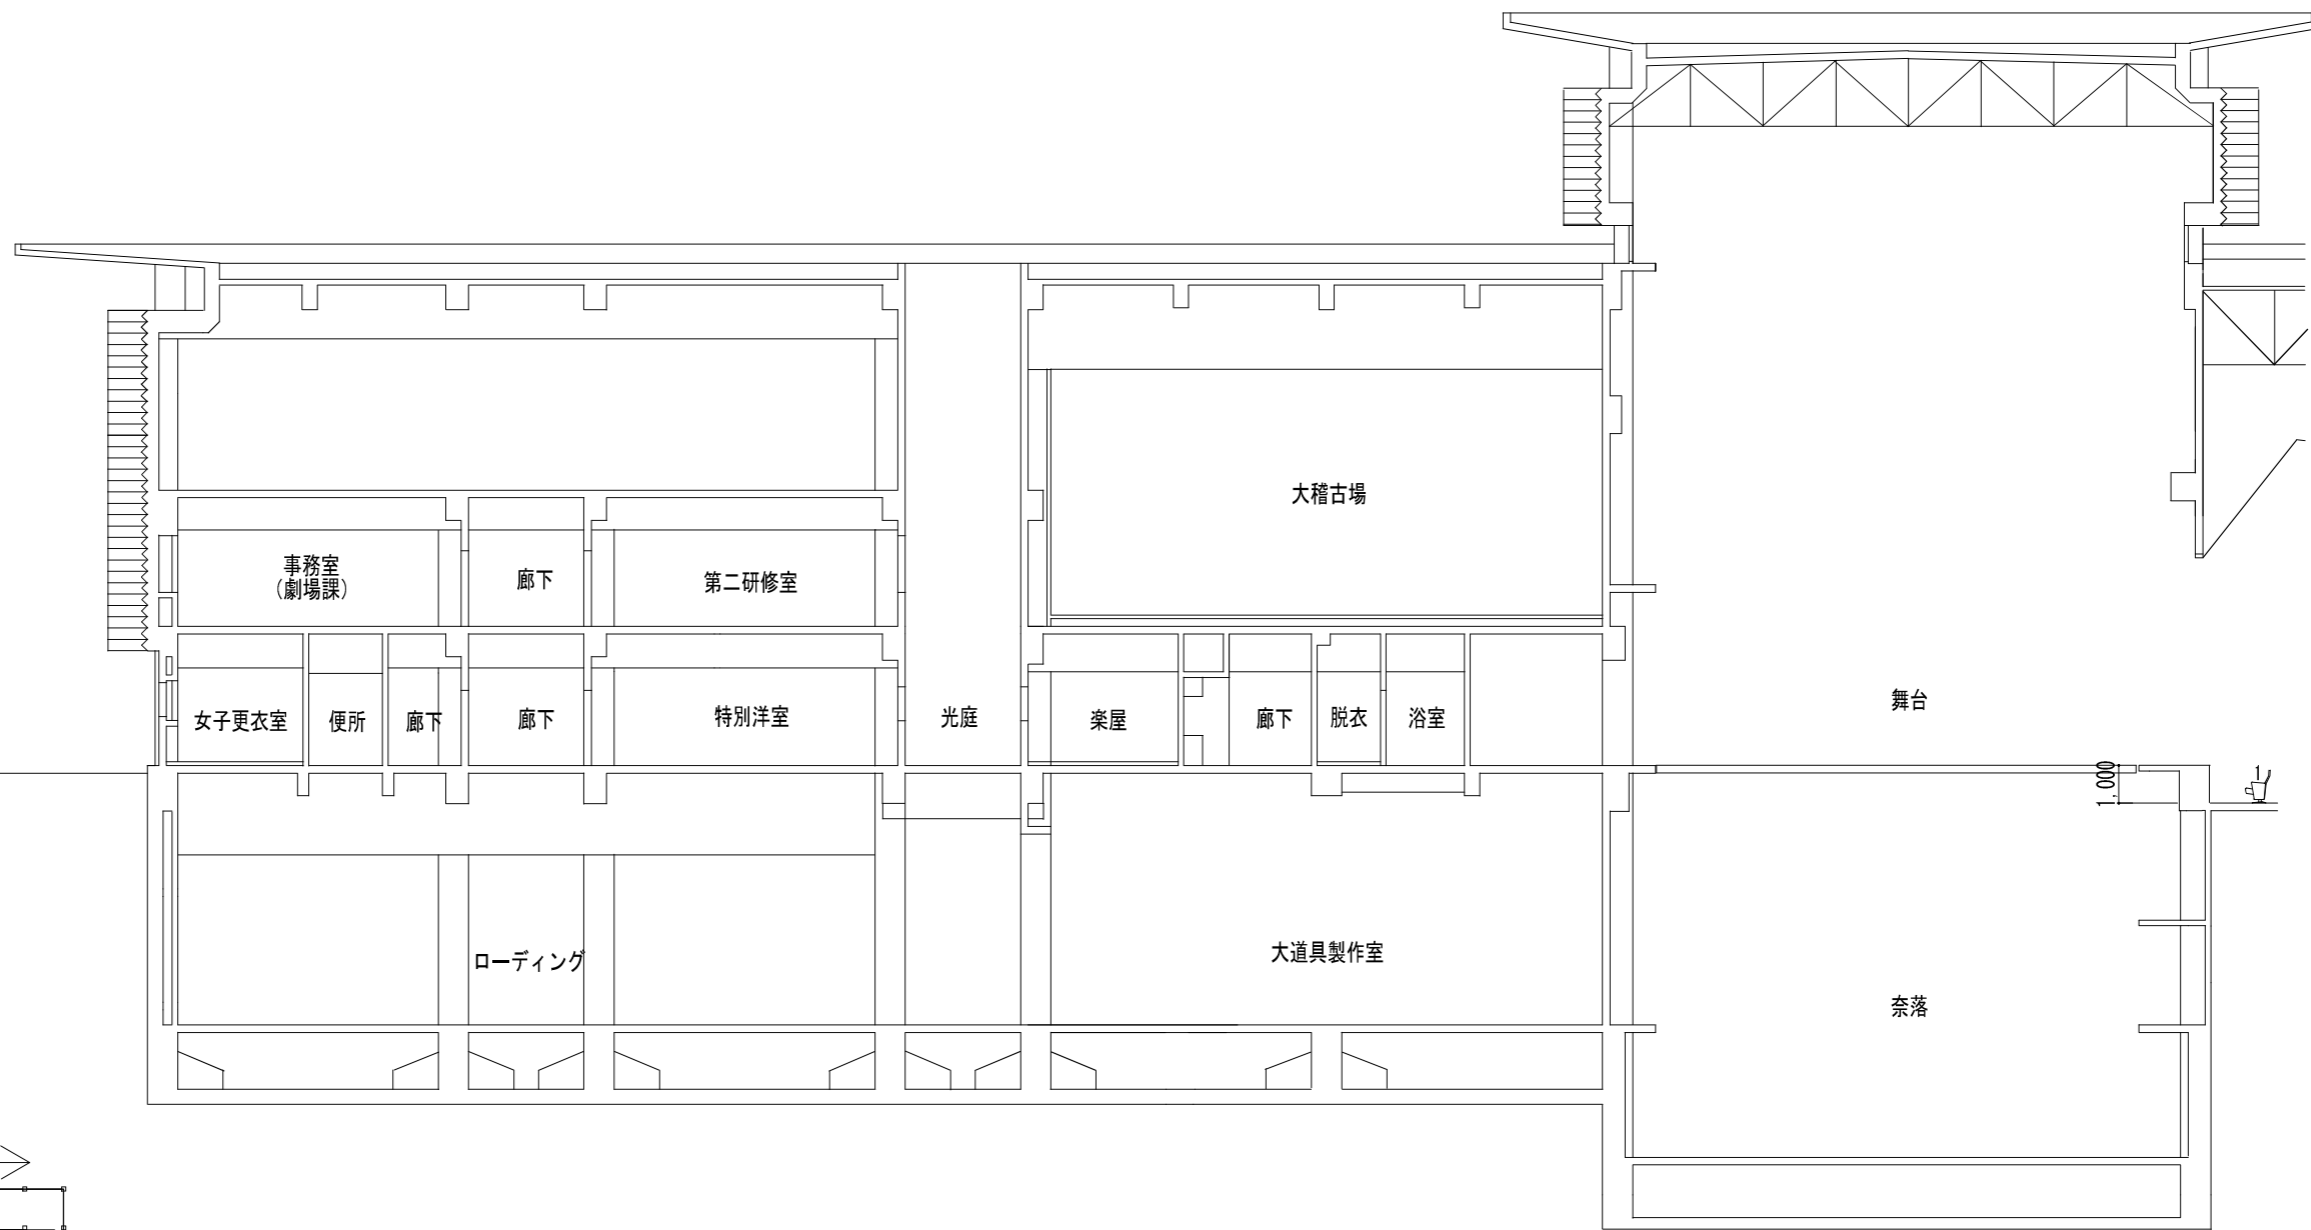 大稽古場
事務室
(劇場課)
廊下
第二研修室
女子更衣室
便所
廊下
廊下
特別洋室
光庭
楽屋
廊下
脱衣
浴室
舞台
1,000
1
ローディング
大道具製作室
奈落